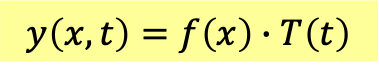 y(x, t) = f(x) · T(t)